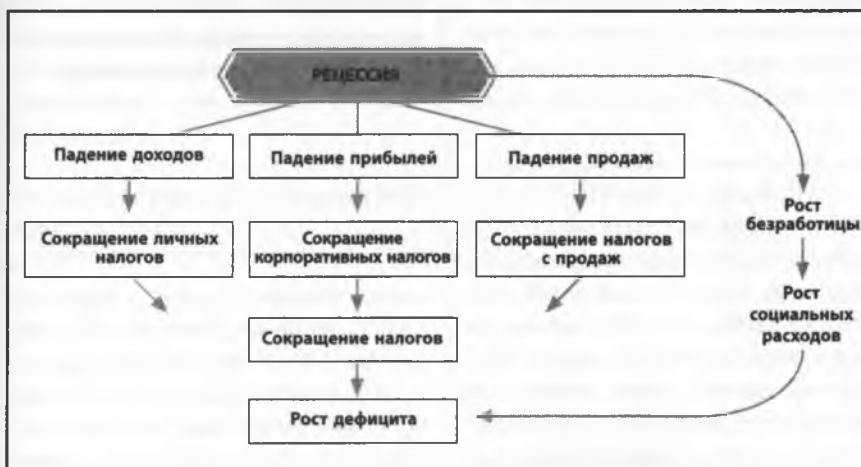 РЕЦЕССИЯ
Падение доходов
Падение прибылей
Падение продаж
Сокращение личных
налогов
Сокращение
корпоративных налогов
Сокращение налогов
с продаж
Рост
безработицы
Рост
социальных
расходов
Сокращение налогов
Рост дефицита